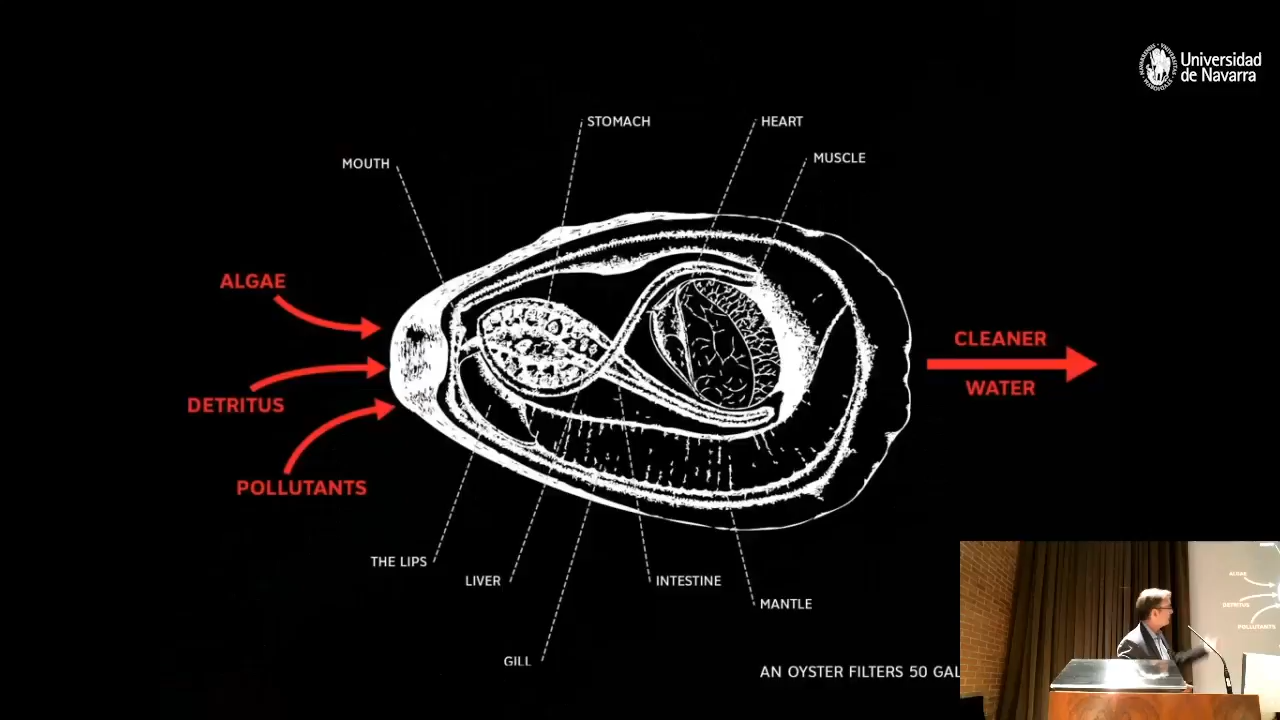 Universidad
de Navarra
STOMACH
HEART
MOUTH
MUSCLE
ALGAE
CLEANER
WATER
DETRITUS
POLLUTANTS
THE LIPS
LIVER
INTESTINE
MANTLE
GILL
AN OYSTER FILTERS 50 GAL
ALGAE
DETRITUS
POLLUTANTS